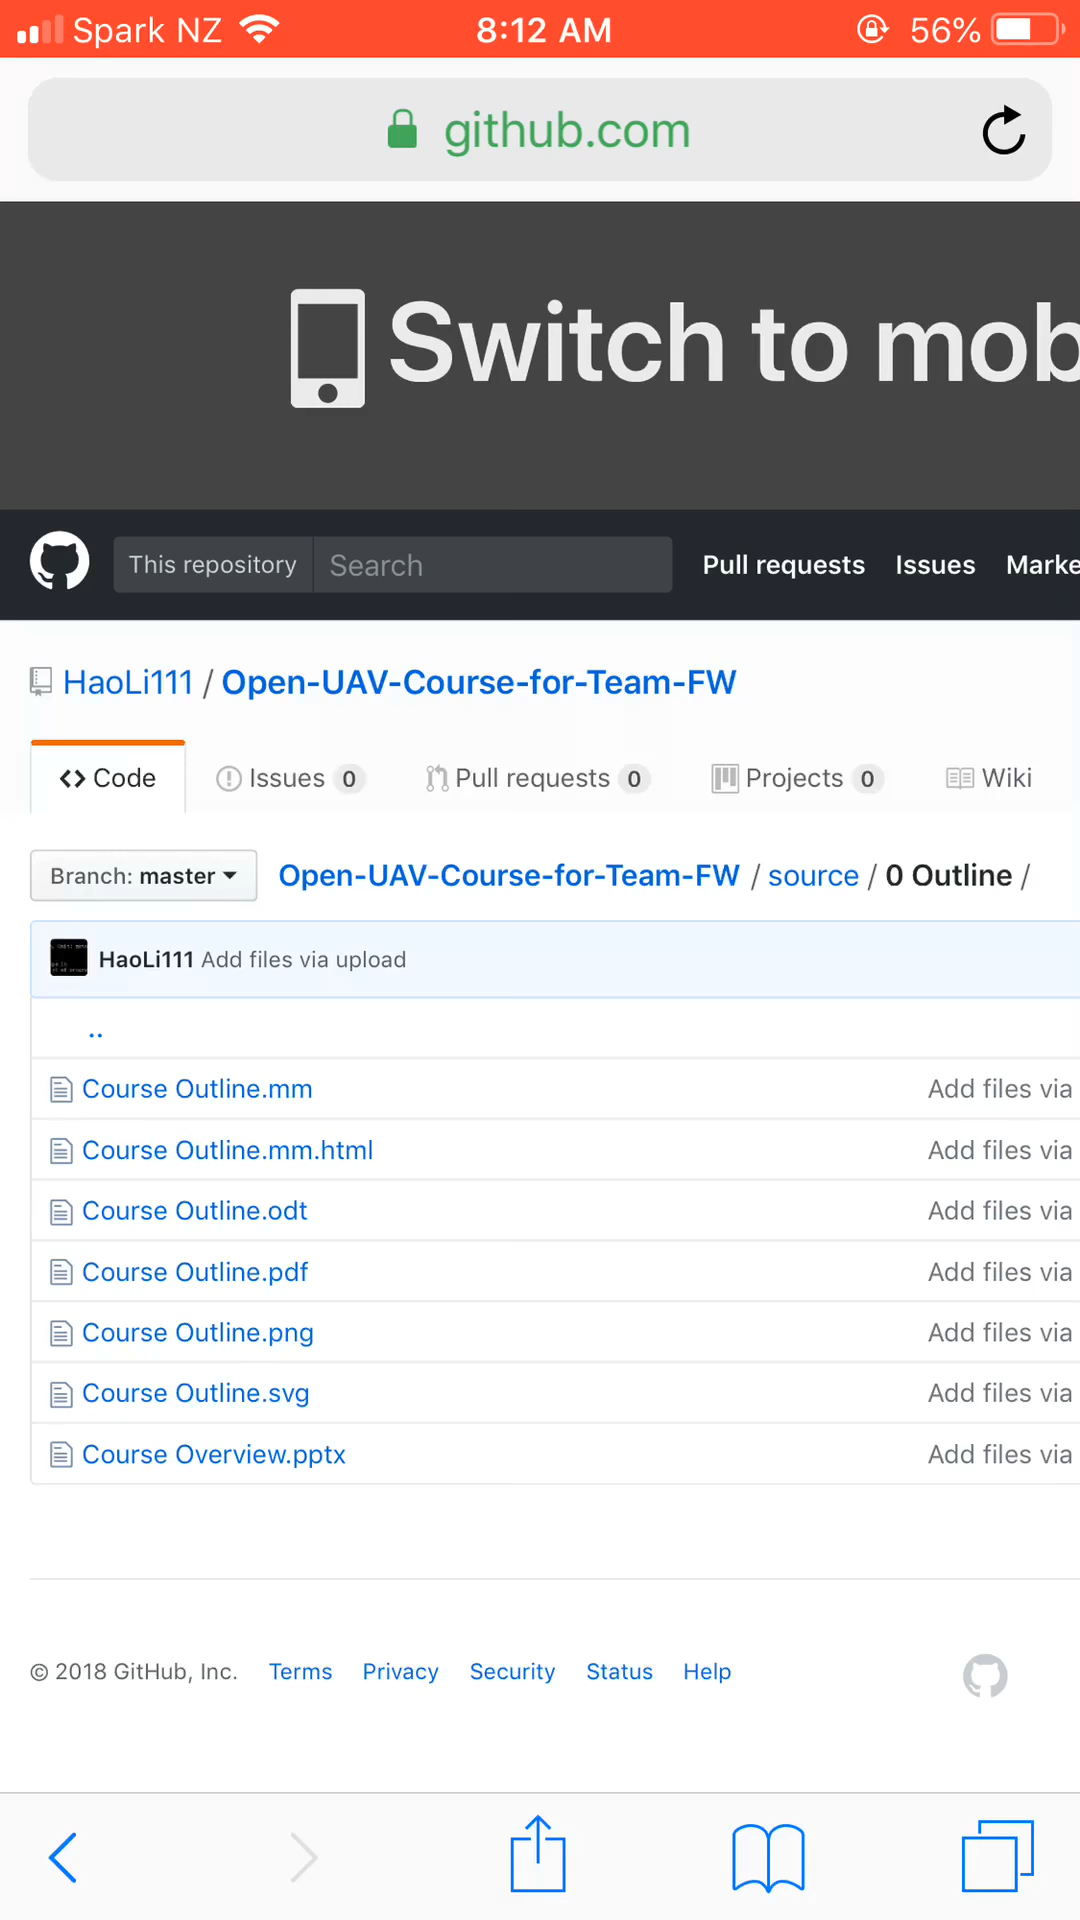 Spark NZ 8:12 AM 56%
github.com
Switch to mob
This repository Search Pull requests Issues Marke
HaoLi111 / Open-UAV-Course-for-Team-FW
<> Code Issues 0 Pull requests 0 Projects 0 Wiki
Branch: master Open-UAV-Course-for-Team-FW / source / 0 Outline /
HaoLi111 Add files via upload
..
Course Outline.mm Add files via
Course Outline.mm.html Add files via
Course Outline.odt Add files via
Course Outline.pdf Add files via
Course Outline.png Add files via
Course Outline.svg Add files via
Course Overview.pptx Add files via
© 2018 GitHub, Inc. Terms Privacy Security Status Help